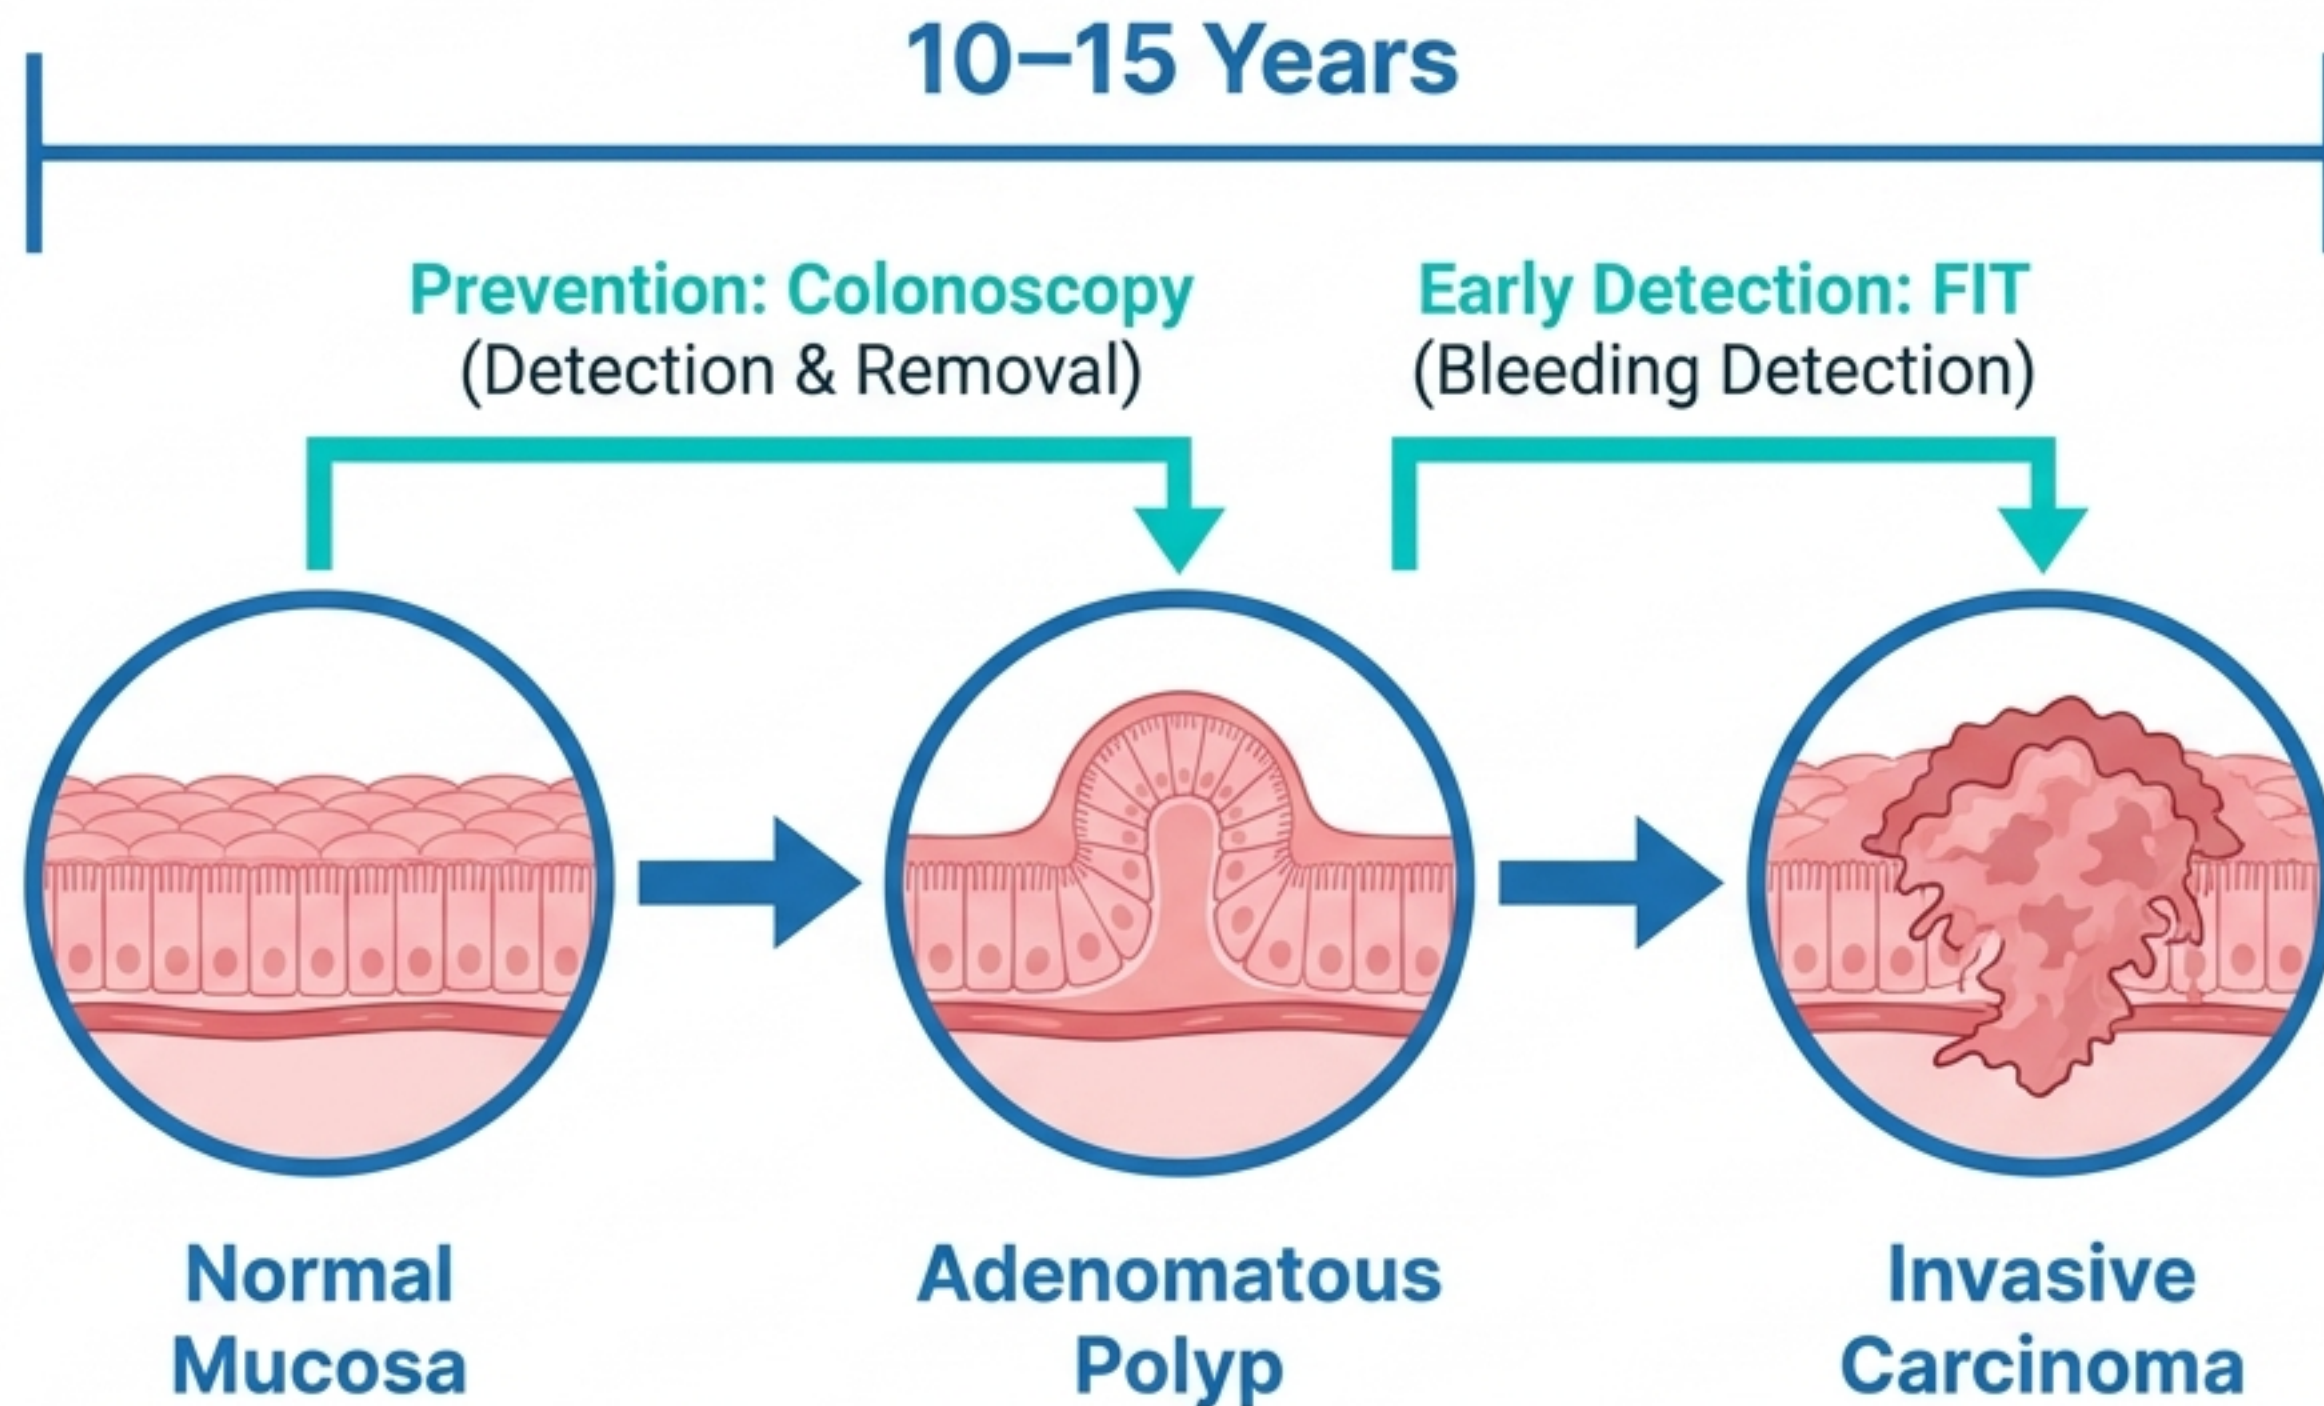 10–15 Years
Prevention: Colonoscopy
(Detection & Removal)
Early Detection: FIT
(Bleeding Detection)
Normal
Mucosa
Adenomatous
Polyp
Invasive
Carcinoma